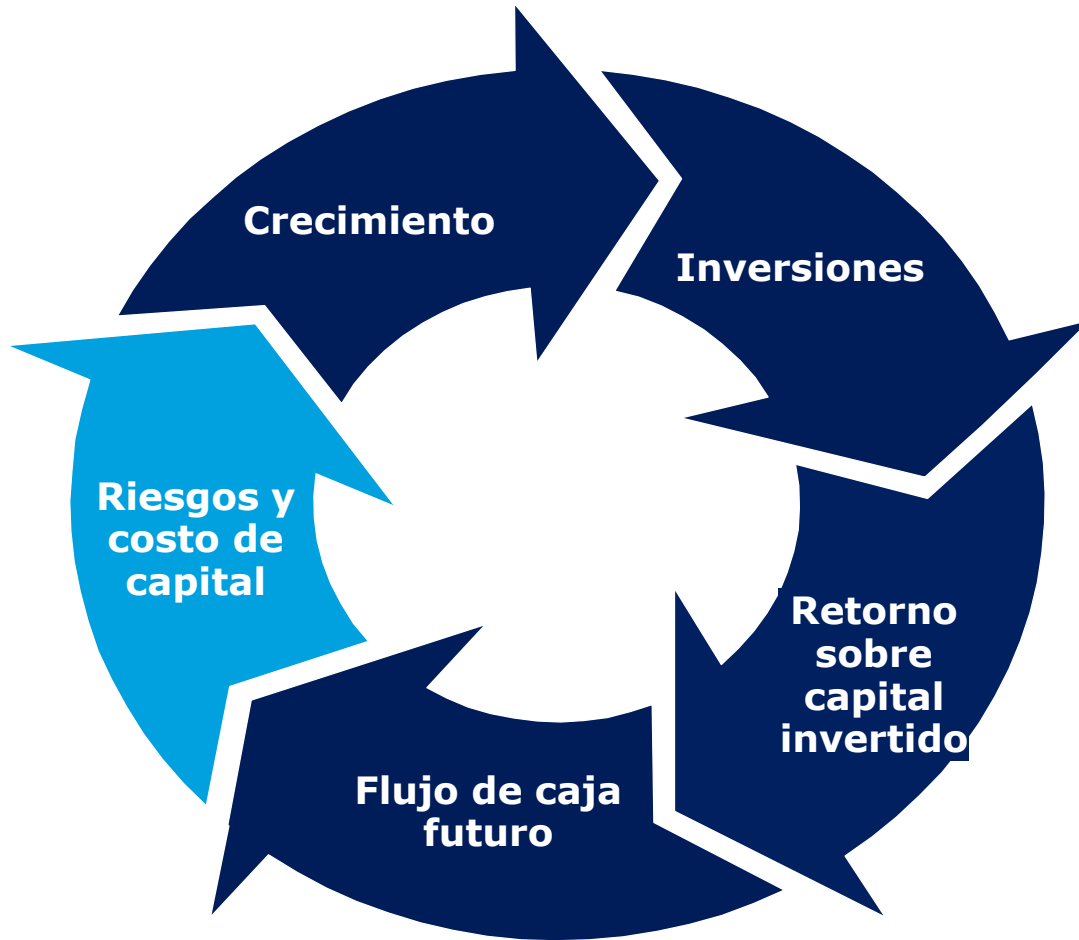 Crecimiento
Inversiones
Retorno
sobre
capital
invertido
Flujo de caja
futuro
Riesgos y
costo de
capital